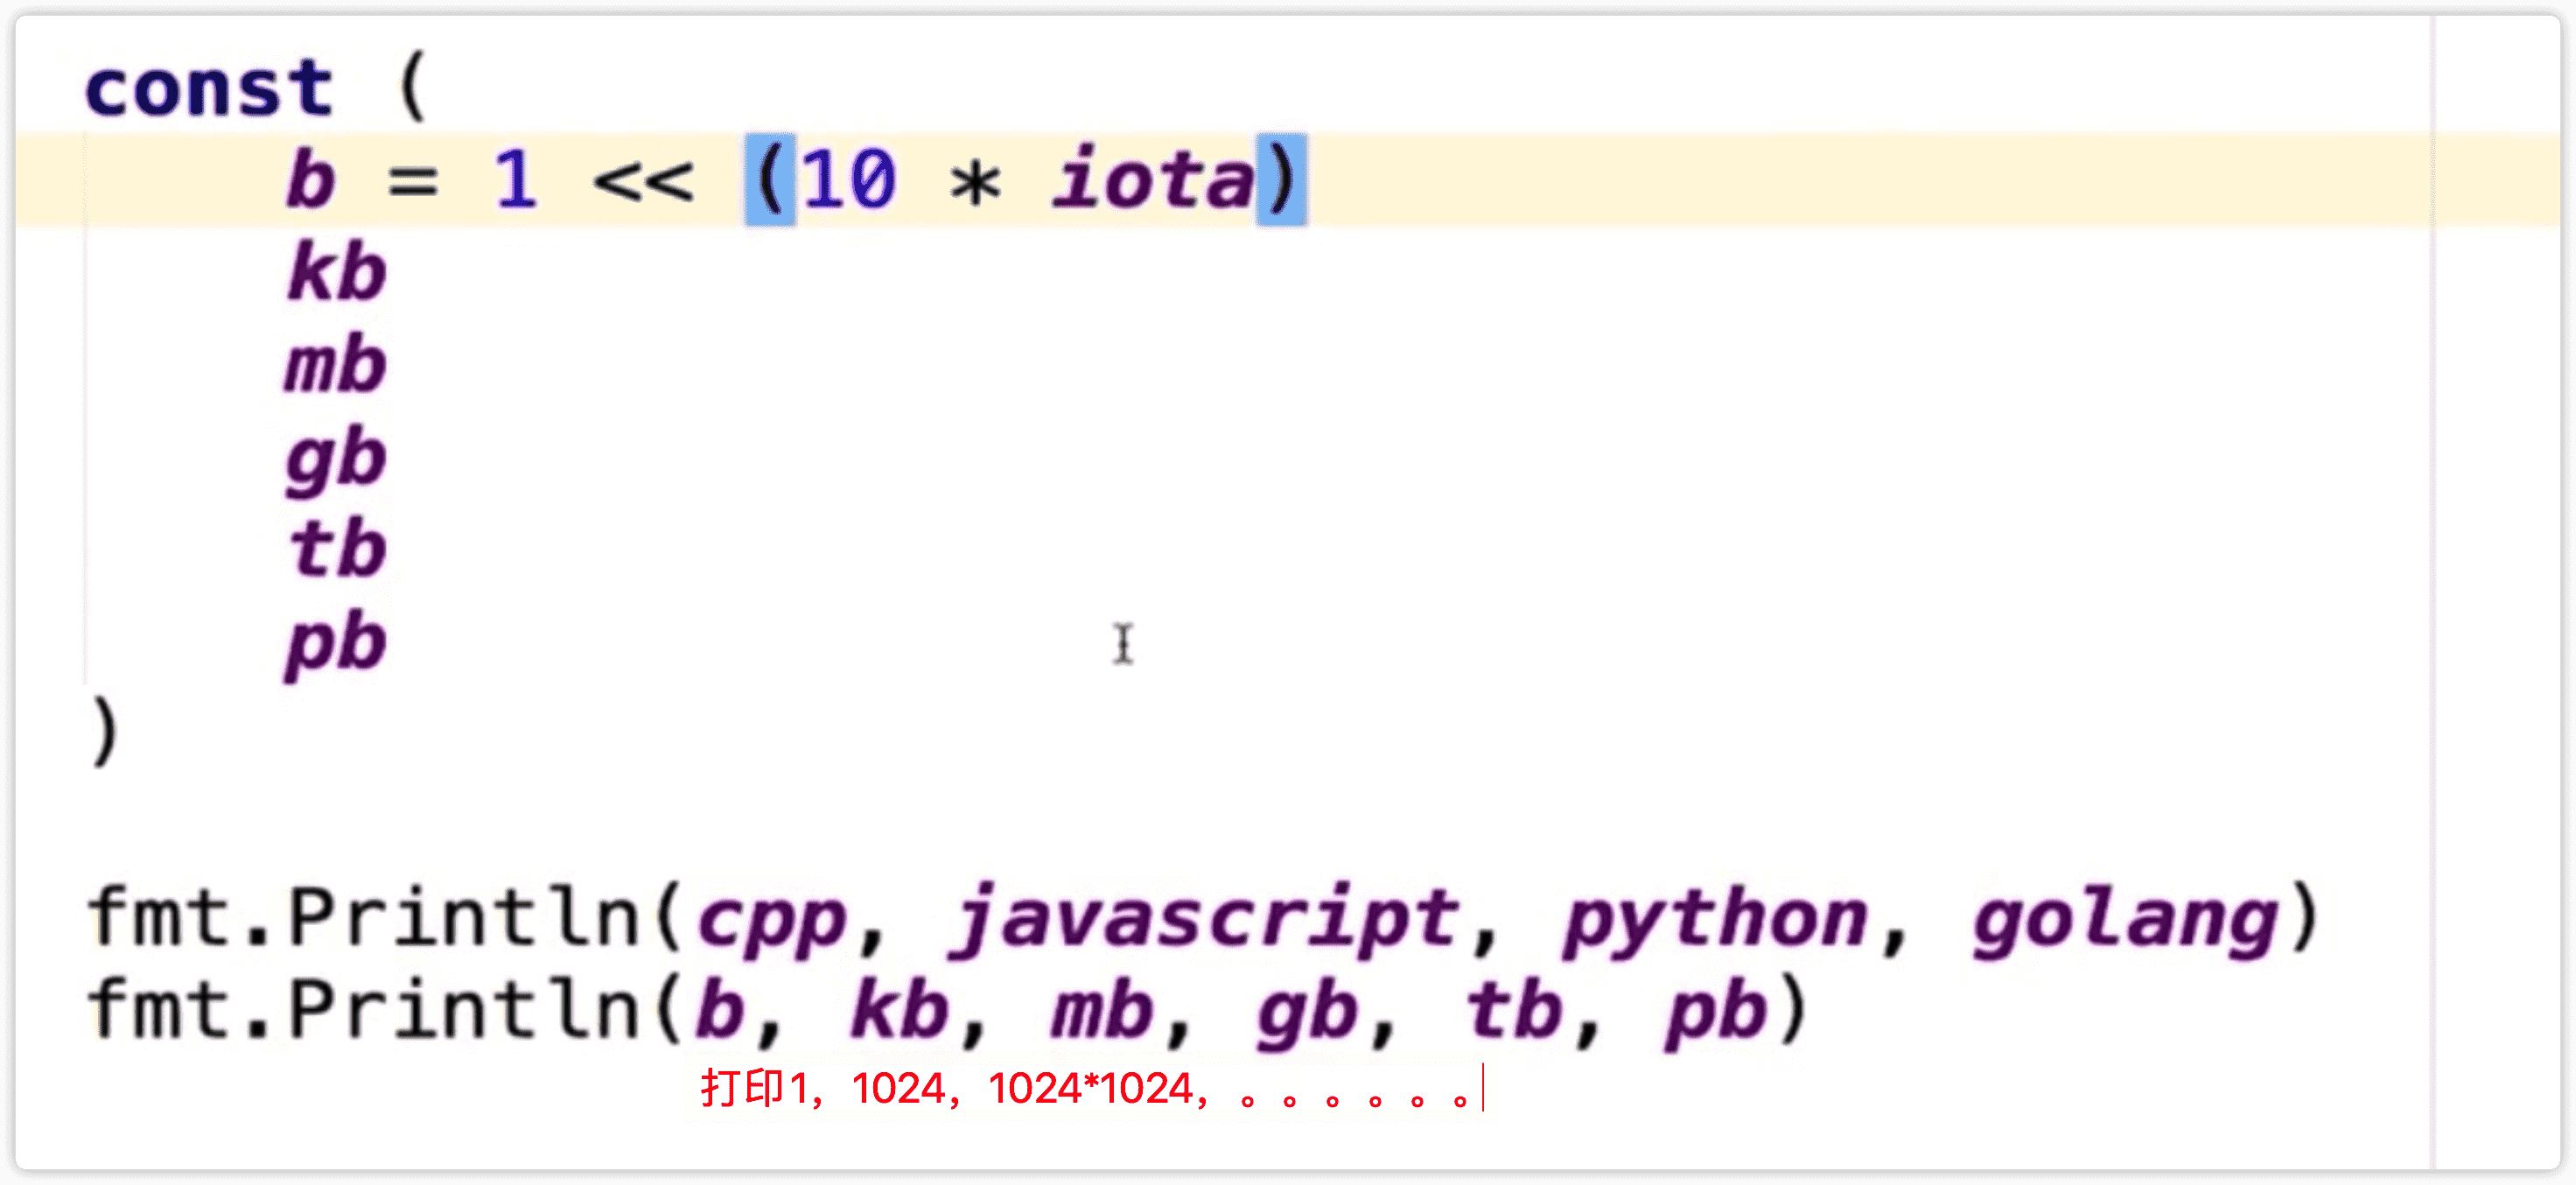 const (
b = 1 << (10 * iota)
kb
mb
gb
tb
pb
)
fmt.Println(cpp, javascript, python, golang)
fmt.Println(b, kb, mb, gb, tb, pb)
打印1，1024，1024*1024，。。。。。。